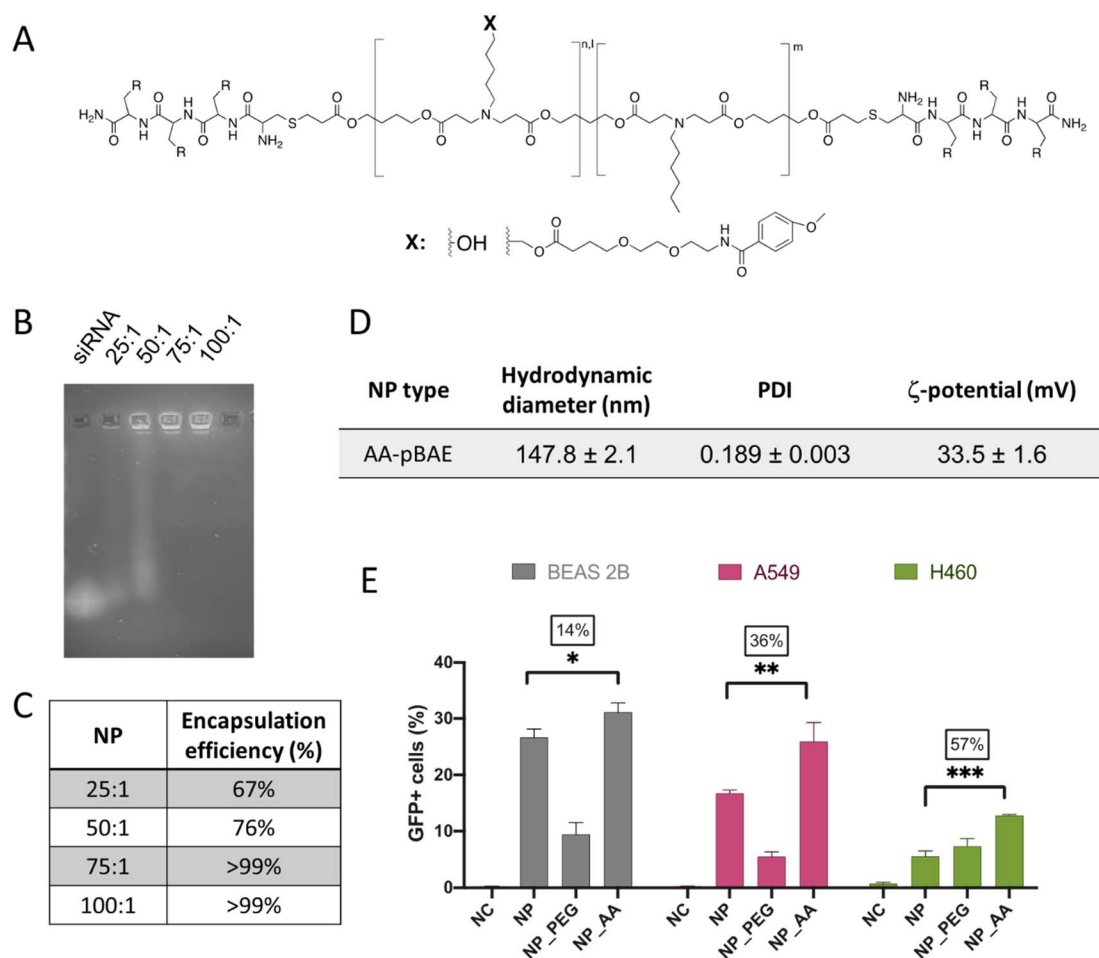 A
X
n,l
m
R
O
O
O
H2N
N
H
H
N
N
H
O
O
R
R
NH2
S
O
O
O
O
N
O
O
O
O
N
O
O
O
O
S
NH2
O
H
N
N
H
H
N
O
O
R
R
R
NH2
X:
OH
O
O
O
O
H
N
O
O
B
siRNA
25:1
50:1
75:1
100:1
C
NP Encapsulation
efficiency (%)
25:1 67%
50:1 76%
75:1 >99%
100:1 >99%
D
NP type Hydrodynamic
diameter (nm) PDI ζ-potential (mV)
AA-pBAE 147.8 ± 2.1 0.189 ± 0.003 33.5 ± 1.6
E
BEAS 2B A549 H460
GFP+ cells (%)
40
30
20
10
0
14%
*
36%
**
57%
***
NC NP NP_PEG NP_AA NC NP NP_PEG NP_AA NC NP NP_PEG NP_AA